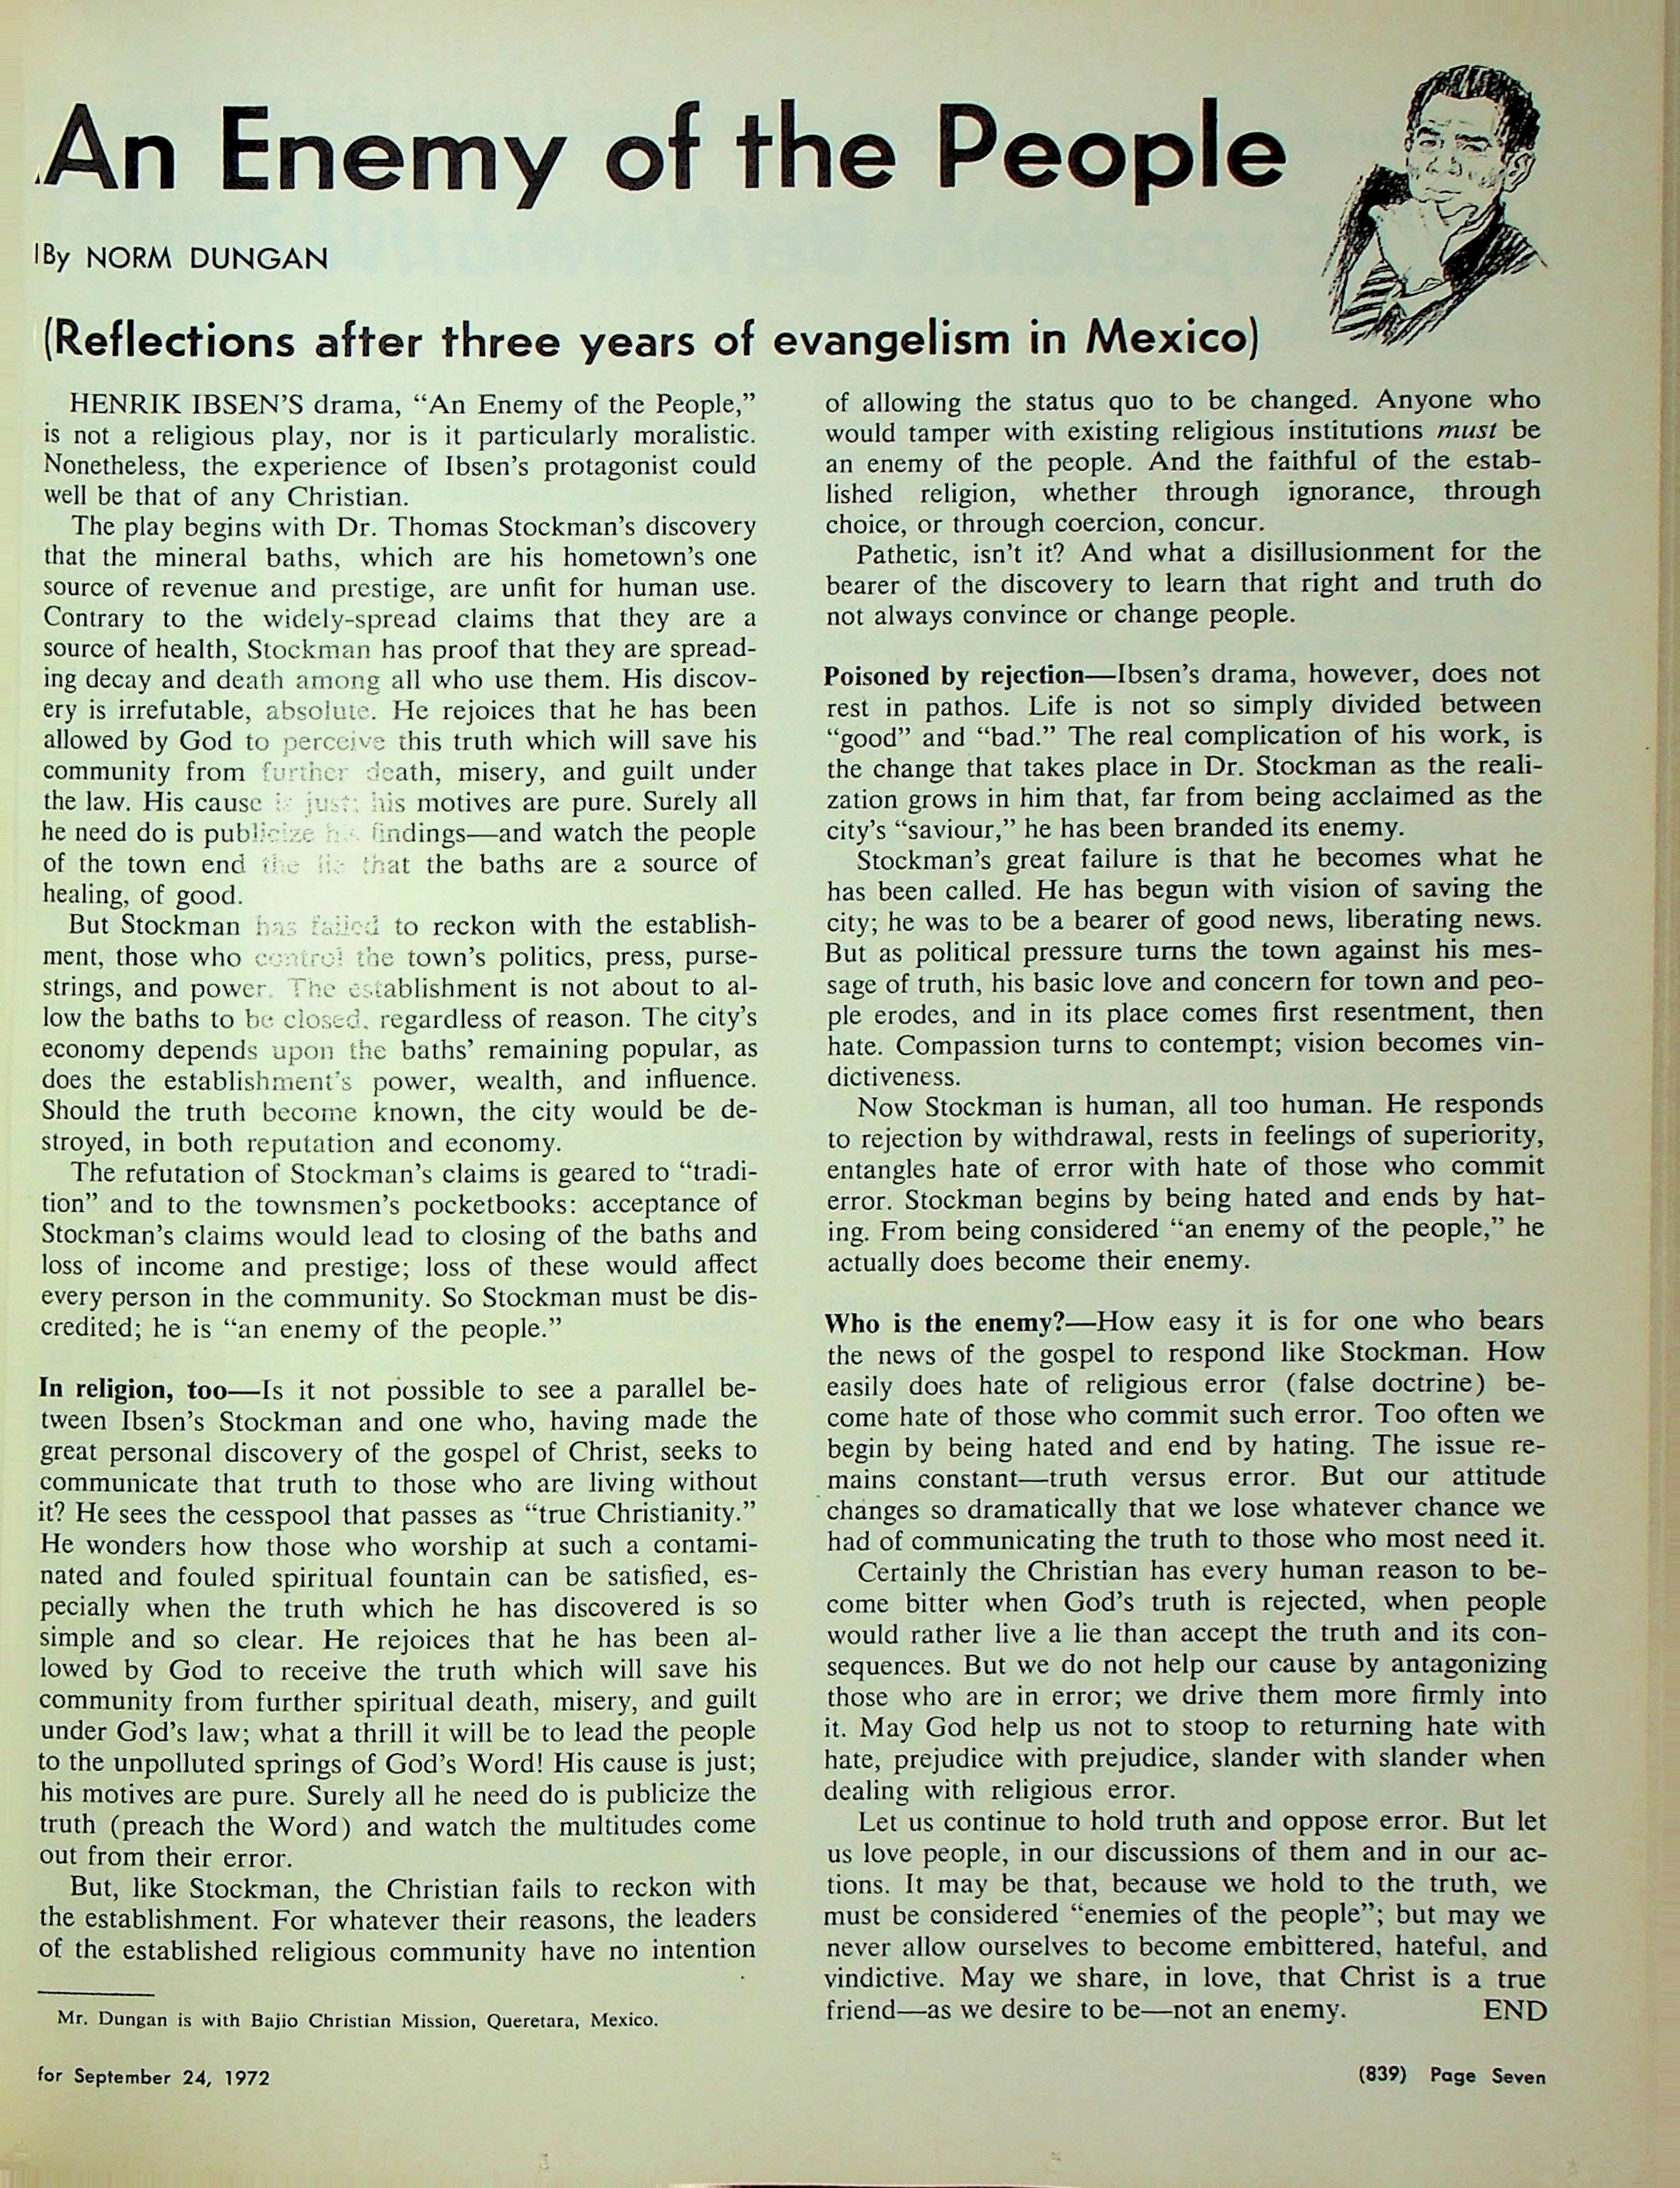 An Enemy of the People
By NORM DUNGAN
(Reflections after three years of evangelism in Mexico)
HENRIK IBSEN'S drama, “An Enemy of the People,”
is not a religious play, nor is it particularly moralistic.
Nonetheless, the experience of Ibsen's protagonist could
well be that of any Christian.
The play begins with Dr. Thomas Stockman's discovery
that the mineral baths, which are his hometown's one
source of revenue and prestige, are unfit for human use.
Contrary to the widely-spread claims that they are a
source of health, Stockman has proof that they are spread-
ing decay and death among all who use them. His discov-
ery is irrefutable, absolute. He rejoices that he has been
allowed by God to perceive this truth which will save his
community from further death, misery, and guilt under
the law. His cause is just; his motives are pure. Surely all
he need do is publicize his findings—and watch the people
of the town end the lie that the baths are a source of
healing, of good.
But Stockman has failed to reckon with the establish-
ment, those who control the town's politics, press, purse-
strings, and power. The establishment is not about to al-
low the baths to be closed, regardless of reason. The city's
economy depends upon the baths' remaining popular, as
does the establishment's power, wealth, and influence.
Should the truth become known, the city would be de-
stroyed, in both reputation and economy.
The refutation of Stockman's claims is geared to “tradi-
tion” and to the townsmen's pocketbooks: acceptance of
Stockman's claims would lead to closing of the baths and
loss of income and prestige; loss of these would affect
every person in the community. So Stockman must be dis-
credited; he is “an enemy of the people.”
In religion, too—Is it not possible to see a parallel be-
tween Ibsen's Stockman and one who, having made the
great personal discovery of the gospel of Christ, seeks to
communicate that truth to those who are living without
it? He sees the cesspool that passes as “true Christianity.”
He wonders how those who worship at such a contami-
nated and fouled spiritual fountain can be satisfied, es-
pecially when the truth which he has discovered is so
simple and so clear. He rejoices that he has been al-
lowed by God to receive the truth which will save his
community from further spiritual death, misery, and guilt
under God's law; what a thrill it will be to lead the people
to the unpolluted springs of God's Word! His cause is just;
his motives are pure. Surely all he need do is publicize the
truth (preach the Word) and watch the multitudes come
out from their error.
But, like Stockman, the Christian fails to reckon with
the establishment. For whatever their reasons, the leaders
of the established religious community have no intention
Mr. Dungan is with Bajio Christian Mission, Queretara, Mexico.
of allowing the status quo to be changed. Anyone who
would tamper with existing religious institutions must be
an enemy of the people. And the faithful of the estab-
lished religion, whether through ignorance, through
choice, or through coercion, concur.
Pathetic, isn't it? And what a disillusionment for the
bearer of the discovery to learn that right and truth do
not always convince or change people.
Poisoned by rejection—Ibsen's drama, however, does not
rest in pathos. Life is not so simply divided between
“good” and “bad.” The real complication of his work, is
the change that takes place in Dr. Stockman as the reali-
zation grows in him that, far from being acclaimed as the
city's “saviour,” he has been branded its enemy.
Stockman's great failure is that he becomes what he
has been called. He has begun with vision of saving the
city; he was to be a bearer of good news, liberating news.
But as political pressure turns the town against his mes-
sage of truth, his basic love and concern for town and peo-
ple erodes, and in its place comes first resentment, then
hate. Compassion turns to contempt; vision becomes vin-
dictiveness.
Now Stockman is human, all too human. He responds
to rejection by withdrawal, rests in feelings of superiority,
entangles hate of error with hate of those who commit
error. Stockman begins by being hated and ends by hat-
ing. From being considered “an enemy of the people,” he
actually does become their enemy.
Who is the enemy?—How easy it is for one who bears
the news of the gospel to respond like Stockman. How
easily does hate of religious error (false doctrine) be-
come hate of those who commit such error. Too often we
begin by being hated and end by hating. The issue re-
mains constant—truth versus error. But our attitude
changes so dramatically that we lose whatever chance we
had of communicating the truth to those who most need it.
Certainly the Christian has every human reason to be-
come bitter when God's truth is rejected, when people
would rather live a lie than accept the truth and its con-
sequences. But we do not help our cause by antagonizing
those who are in error; we drive them more firmly into
it. May God help us not to stoop to returning hate with
hate, prejudice with prejudice, slander with slander when
dealing with religious error.
Let us continue to hold truth and oppose error. But let
us love people, in our discussions of them and in our ac-
tions. It may be that, because we hold to the truth, we
must be considered “enemies of the people”; but may we
never allow ourselves to become embittered, hateful, and
vindictive. May we share, in love, that Christ is a true
friend—as we desire to be—not an enemy. END
for September 24, 1972
(839) Page Seven